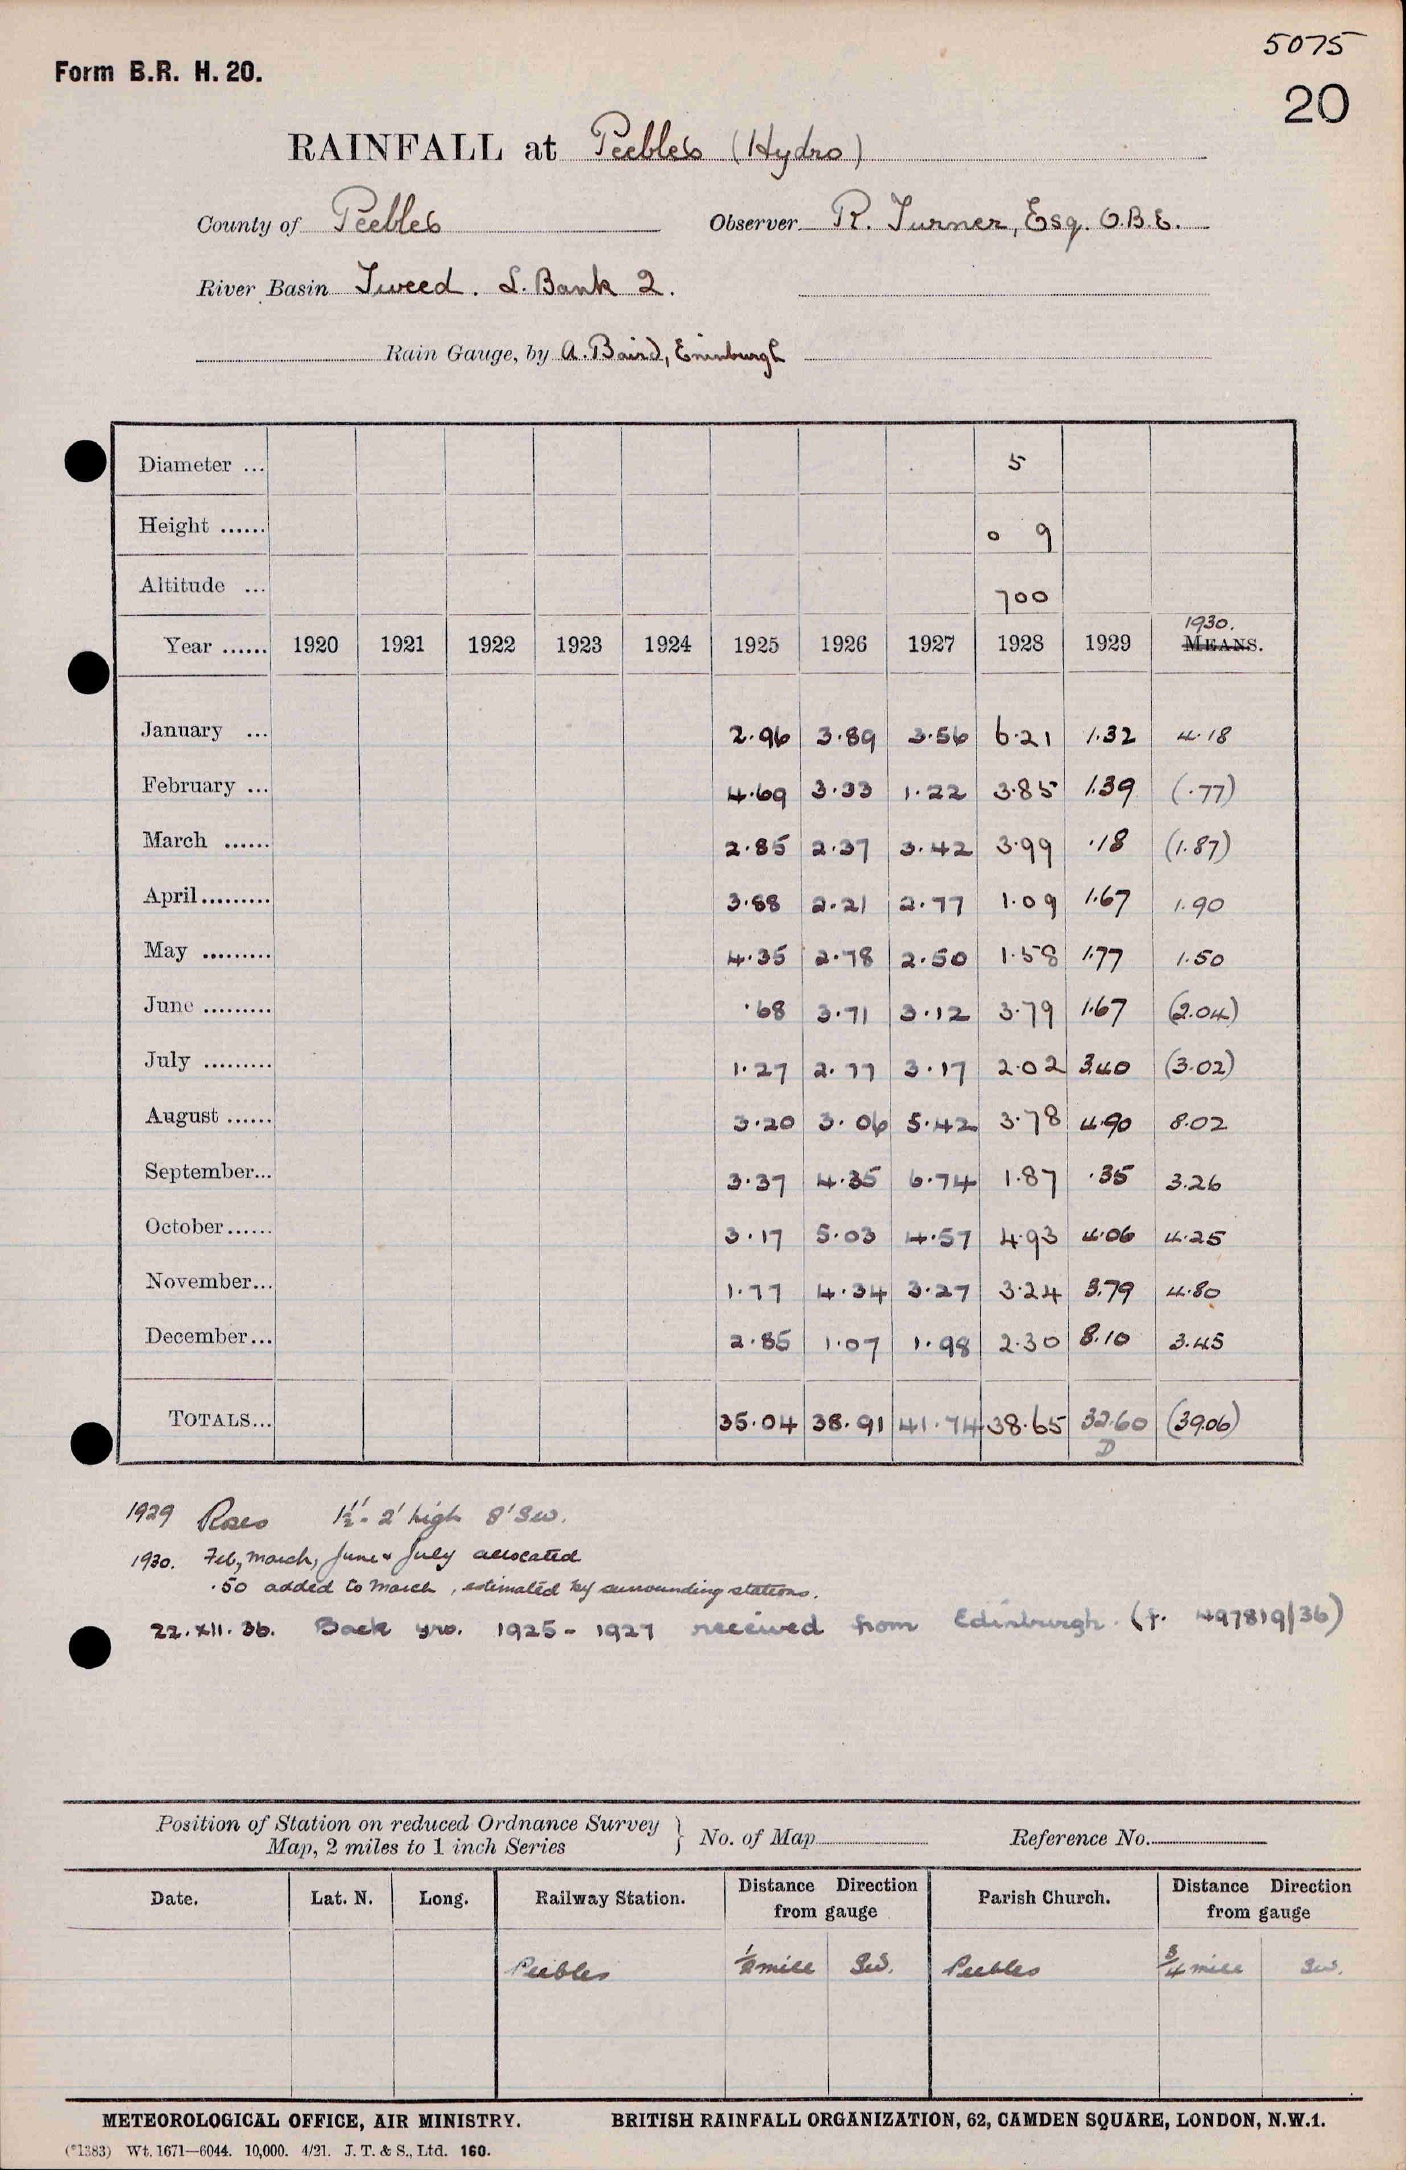 5075
Form B.R. H. 20.
20
RAINFALL at Peebles (Hydro)
County of Peebles Observer R. Turner, Esq. O.B.E.
River Basin Tweed. L. Bank 2.
Rain Gauge, by A. Baird, Eninburgh
Diameter ... 5
Height ...... 0 9
Altitude ... 700
1930.
Year ...... 1920 1921 1922 1923 1924 1925 1926 1927 1928 1929 MEANS.
January ... 2.96 3.89 3.56 6.21 1.32 4.18
February ... 4.69 3.33 1.22 3.85 1.39 (.77)
March ...... 2.85 2.37 3.42 3.99 .18 (1.87)
April......... 3.88 2.21 2.77 1.09 1.67 1.90
May ......... 4.35 2.78 2.50 1.58 1.77 1.50
June ......... .68 3.71 3.12 3.79 1.67 (2.04)
July ......... 1.27 2.77 3.17 2.02 3.40 (3.02)
August ...... 3.20 3.06 5.42 3.78 4.90 8.02
September... 3.37 4.35 6.74 1.87 .35 3.26
October...... 3.17 5.03 4.57 4.93 4.06 4.25
November... 1.77 4.34 3.27 3.24 3.79 4.80
December... 2.85 1.07 1.98 2.30 8.10 3.45
TOTALS... 35.04 38.91 41.74 38.65 32.60 (39.06)
D
1929 Roses 1½' - 2' high 8' SW.
1930. Feb, March, June & July allocated
.50 added to March, estimated by surrounding stations.
22.XII.36. Back yrs. 1925 - 1927 received from Edinburgh. (f. 497819/36)
Position of Station on reduced Ordnance Survey
Map, 2 miles to 1 inch Series } No. of Map Reference No.
Date. Lat. N. Long. Railway Station. Distance Direction from gauge Parish Church. Distance Direction from gauge
Peebles ½ mile SW. Peebles ¾ mile SW.
METEOROLOGICAL OFFICE, AIR MINISTRY. BRITISH RAINFALL ORGANIZATION, 62, CAMDEN SQUARE, LONDON, N.W.1.
(*1383) Wt. 1671—6044. 10,000. 4/21. J. T. & S., Ltd. 160.